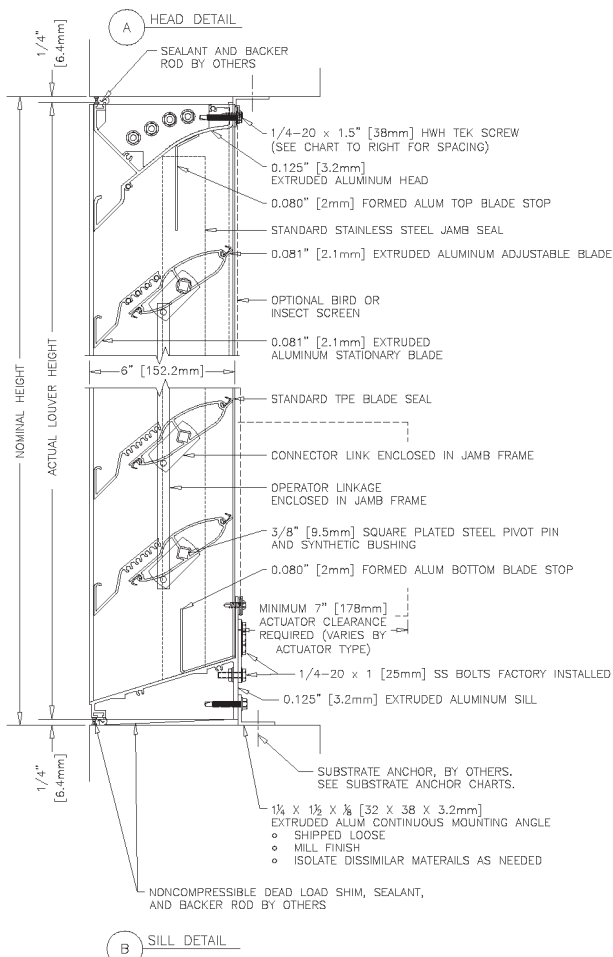 A HEAD DETAIL
1/4"
[6.4mm]
SEALANT AND BACKER
ROD BY OTHERS
1/4-20 x 1.5" [38mm] HWH TEK SCREW
(SEE CHART TO RIGHT FOR SPACING)
0.125" [3.2mm]
EXTRUDED ALUMINUM HEAD
0.080" [2mm] FORMED ALUM TOP BLADE STOP
STANDARD STAINLESS STEEL JAMB SEAL
0.081" [2.1mm] EXTRUDED ALUMINUM ADJUSTABLE BLADE
OPTIONAL BIRD OR
INSECT SCREEN
0.081" [2.1mm] EXTRUDED
ALUMINUM STATIONARY BLADE
6" [152.2mm]
NOMINAL HEIGHT
ACTUAL LOUVER HEIGHT
STANDARD TPE BLADE SEAL
CONNECTOR LINK ENCLOSED IN JAMB FRAME
OPERATOR LINKAGE
ENCLOSED IN JAMB FRAME
3/8" [9.5mm] SQUARE PLATED STEEL PIVOT PIN
AND SYNTHETIC BUSHING
0.080" [2mm] FORMED ALUM BOTTOM BLADE STOP
MINIMUM 7" [178mm]
ACTUATOR CLEARANCE
REQUIRED (VARIES BY
ACTUATOR TYPE)
1/4-20 x 1 [25mm] SS BOLTS FACTORY INSTALLED
0.125" [3.2mm] EXTRUDED ALUMINUM SILL
1/4"
[6.4mm]
SUBSTRATE ANCHOR, BY OTHERS.
SEE SUBSTRATE ANCHOR CHARTS.
1¼ X 1½ X ⅛ [32 X 38 X 3.2mm]
EXTRUDED ALUM CONTINUOUS MOUNTING ANGLE
o SHIPPED LOOSE
o MILL FINISH
o ISOLATE DISSIMILAR MATERAILS AS NEEDED
NONCOMPRESSIBLE DEAD LOAD SHIM, SEALANT,
AND BACKER ROD BY OTHERS
B SILL DETAIL